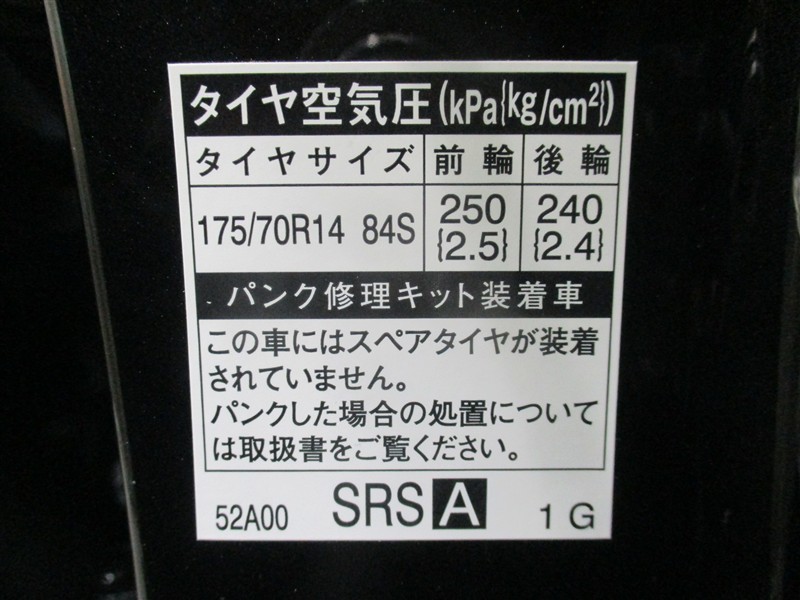 タイヤ空気圧(kPa{kg/cm²})
タイヤサイズ 前輪 後輪
175/70R14 84S 250 240
{2.5} {2.4}
パンク修理キット装着車
この車にはスペアタイヤが装着
されていません。
パンクした場合の処置について
は取扱書をご覧ください。
52A00 SRS A 1G